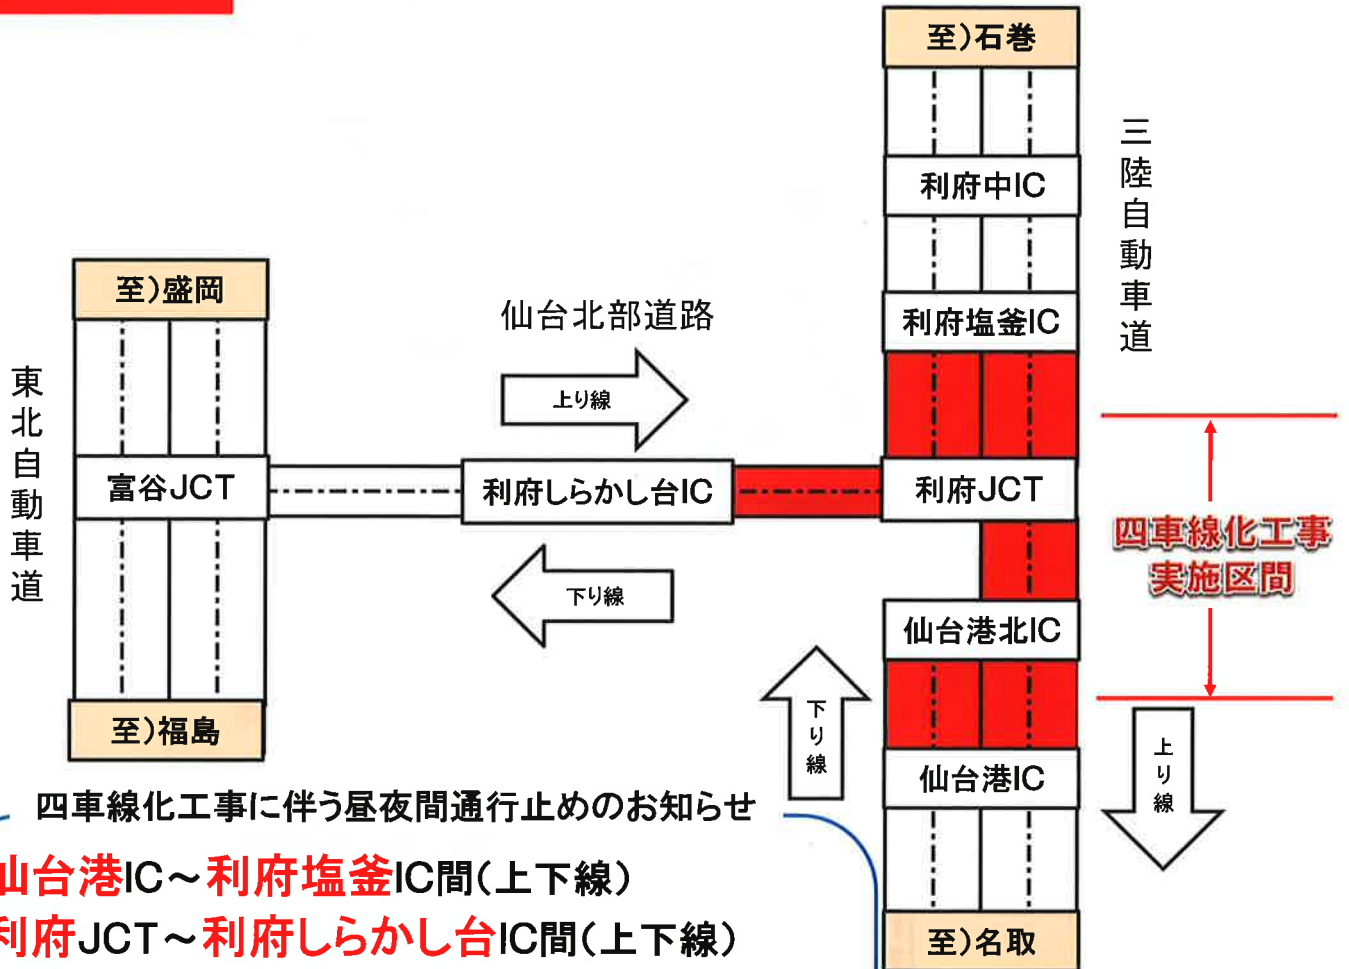 至)石巻
三陸自動車道
利府中IC
至)盛岡
仙台北部道路
利府塩釜IC
東北自動車道
上り線
富谷JCT
利府しらかし台IC
利府JCT
四車線化工事
実施区間
下り線
仙台港北IC
至)福島
下り線
上り線
仙台港IC
四車線化工事に伴う昼夜間通行止めのお知らせ
仙台港IC～利府塩釜IC間(上下線)
利府JCT～利府しらかし台IC間(上下線)
至)名取